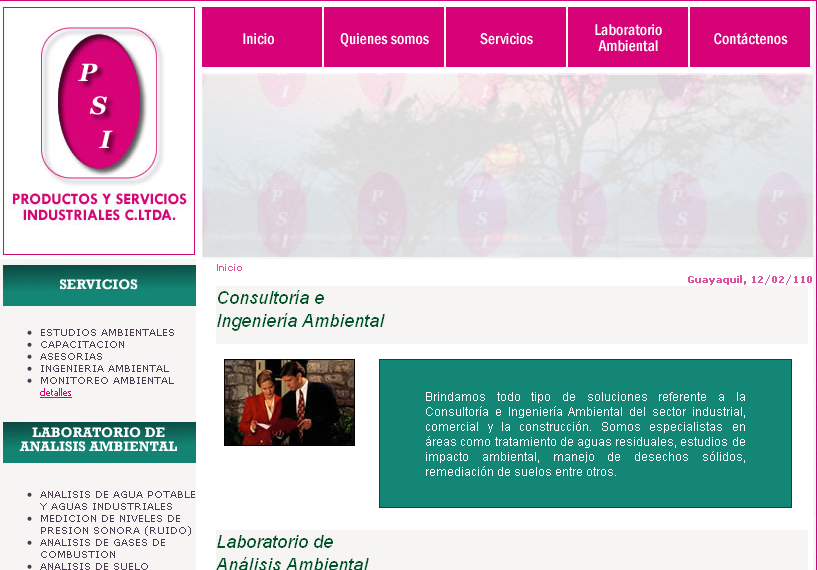 P
S
I
PRODUCTOS Y SERVICIOS
INDUSTRIALES C.LTDA.
Inicio
Quienes somos
Servicios
Laboratorio
Ambiental
Contáctenos
I
I
I
I
I
I
P
S
I
P
S
I
P
S
I
P
S
I
P
S
I
P
S
I
Inicio
Guayaquil, 12/02/110
SERVICIOS
ESTUDIOS AMBIENTALES
CAPACITACION
ASESORIAS
INGENIERIA AMBIENTAL
MONITOREO AMBIENTAL
detalles
LABORATORIO DE
ANALISIS AMBIENTAL
ANALISIS DE AGUA POTABLE
Y AGUAS INDUSTRIALES
MEDICION DE NIVELES DE
PRESION SONORA (RUIDO)
ANALISIS DE GASES DE
COMBUSTION
ANALISIS DE SUELO
Consultoría e
Ingeniería Ambiental
Brindamos todo tipo de soluciones referente a la
Consultoría e Ingeniería Ambiental del sector industrial,
comercial y la construcción. Somos especialistas en
áreas como tratamiento de aguas residuales, estudios de
impacto ambiental, manejo de desechos sólidos,
remediación de suelos entre otros.
Laboratorio de
Análisis Ambiental